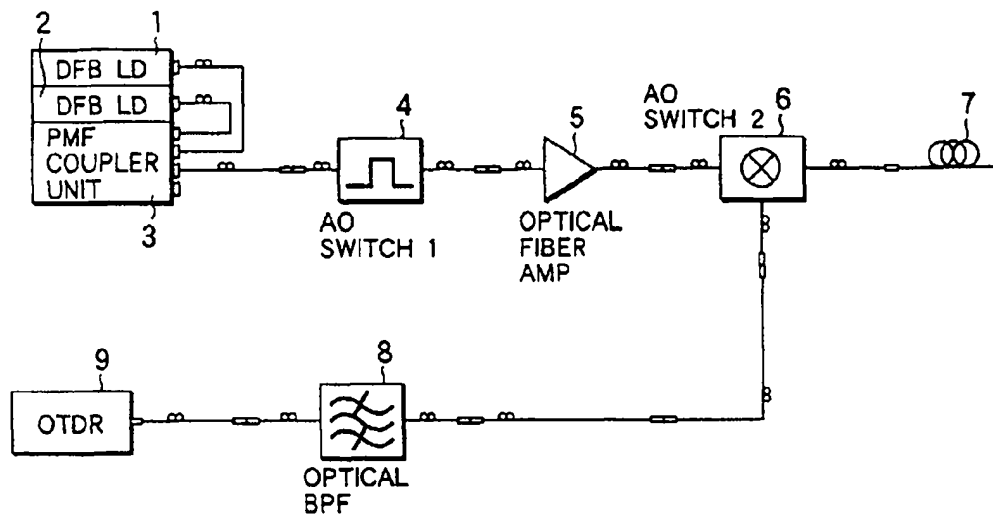 2
1
DFB LD
DFB LD
PMF
COUPLER
UNIT
3
4
AO
SWITCH 1
5
OPTICAL
FIBER
AMP
AO
SWITCH 2
6
7
9
OTDR
8
OPTICAL
BPF